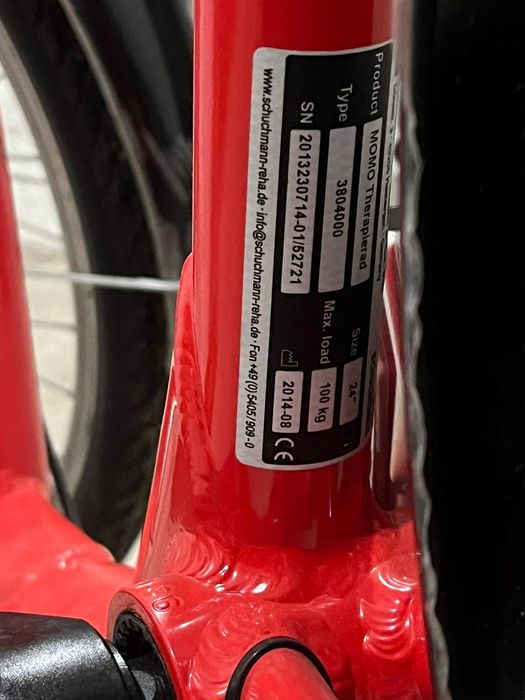 Product MOMO Therapierad
Type 3804000 Size 24"
SN 2013230714-01/52721 Max. load 100 kg
2014-08 CE
www.schuchmann-reha.de · info@schuchmann-reha.de · Fon +49 (0) 5405 / 909 - 0